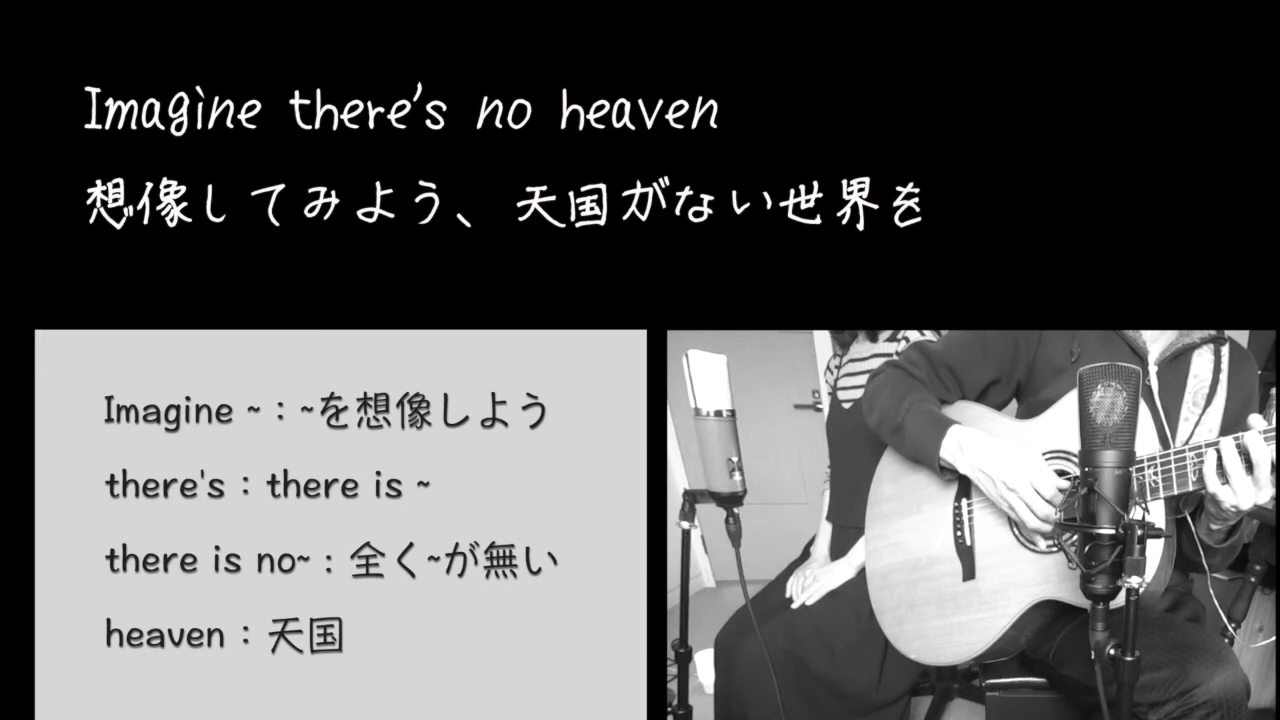 Imagine there's no heaven
想像してみよう、天国がない世界を
Imagine ~ : ~を想像しよう
there's : there is ~
there is no~ : 全く~が無い
heaven : 天国